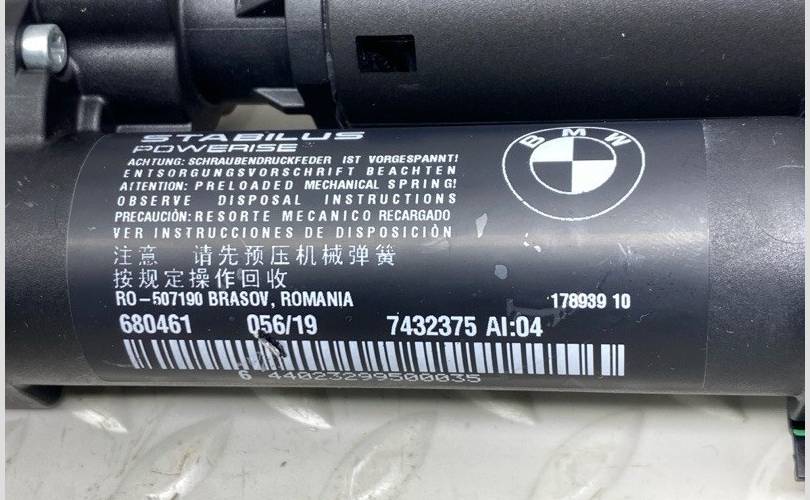 STABILUS
POWERISE
BMW
ACHTUNG: SCHRAUBENDRUCKFEDER IST VORGESPANNT!
ENTSORGUNGSVORSCHRIFT BEACHTEN
ATTENTION: PRELOADED MECHANICAL SPRING!
OBSERVE DISPOSAL INSTRUCTIONS
PRECAUCIÓN: RESORTE MECANICO RECARGADO
VER INSTRUCCIONES DE DISPOSICIÓN
注意 请先预压机械弹簧
按规定操作回收
RO-507190 BRASOV, ROMANIA 178939 10
680461 056/19 7432375 AI:04
6 44023299500035